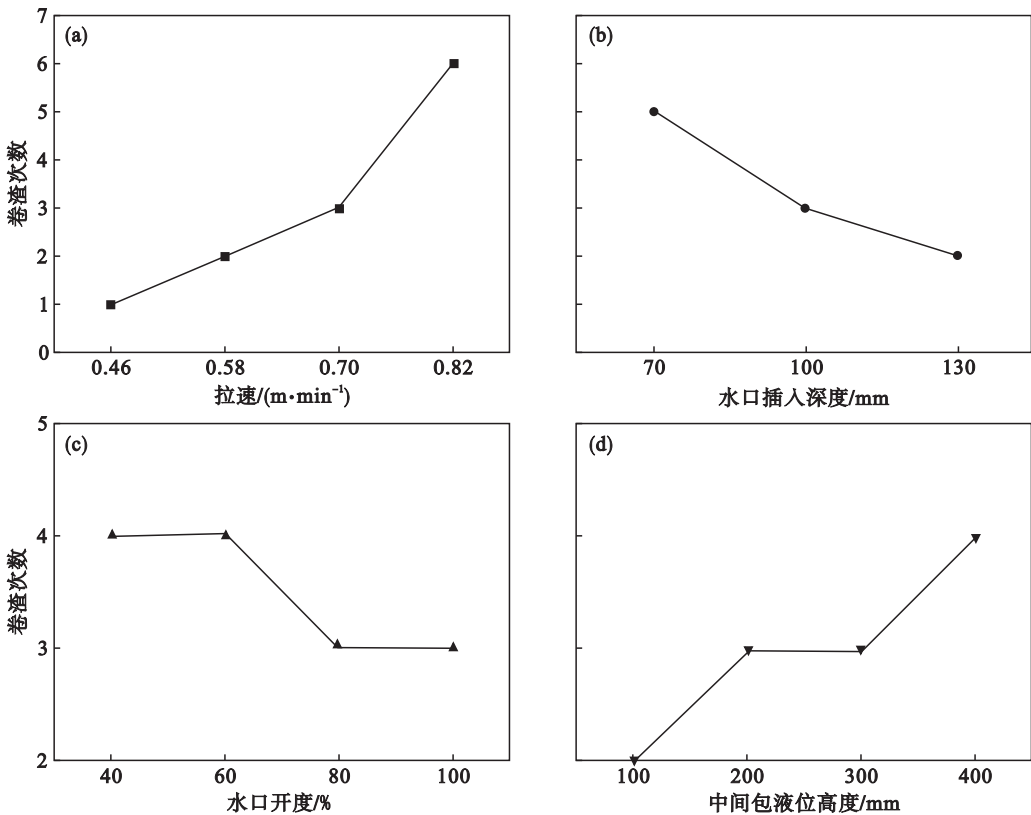 7
(a)
6
5
4
3
2
1
0
卷渣次数
0.46 0.58 0.70 0.82
拉速/(m·min⁻¹)
(b)
70 100 130
水口插入深度/mm
5
(c)
4
3
2
卷渣次数
40 60 80 100
水口开度/%
(d)
100 200 300 400
中间包液位高度/mm